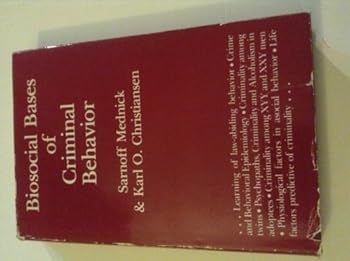 Biosocial Bases
of
Criminal
Behavior
Sarnoff Mednick
& Karl O. Christiansen
. . . Learning of law-abiding behavior • Crime
and Behavioral Epidemiology • Criminality among
twins • Psychopathy, Criminality and Alcoholism in
adoptees • Criminality among XYY and XXY men
• Physiological factors in asocial behavior • Life
factors predictive of criminality . . .